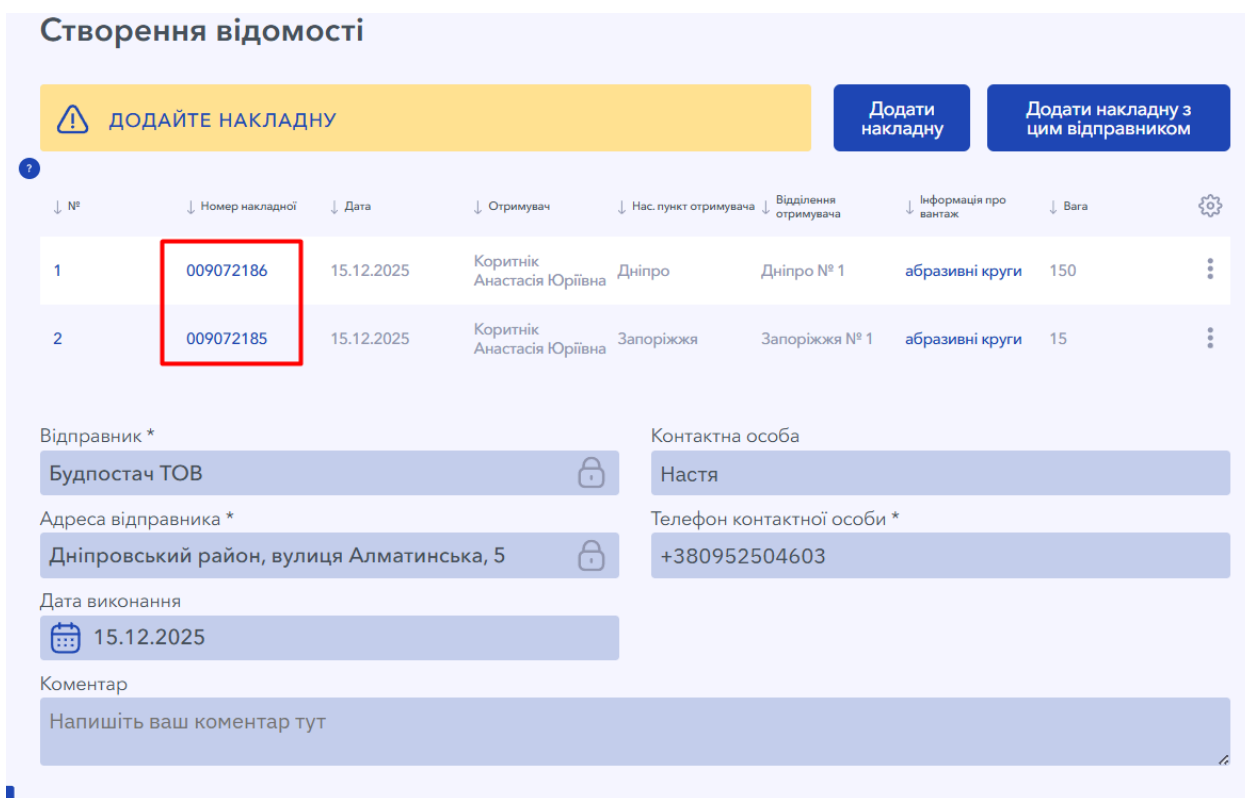 Створення відомості
ДОДАЙТЕ НАКЛАДНУ
Додати
накладну
Додати накладну з
цим відправником
?
↓ №
↓ Номер накладної
↓ Дата
↓ Отримувач
↓ Нас. пункт отримувача
↓ Відділення
отримувача
↓ Інформація про
вантаж
↓ Вага
1
009072186
15.12.2025
Коритнік
Анастасія Юріївна
Дніпро
Дніпро № 1
абразивні круги
150
2
009072185
15.12.2025
Коритнік
Анастасія Юріївна
Запоріжжя
Запоріжжя № 1
абразивні круги
15
Відправник *
Будпостач ТОВ
Контактна особа
Настя
Адреса відправника *
Дніпровський район, вулиця Алматинська, 5
Телефон контактної особи *
+380952504603
Дата виконання
15.12.2025
Коментар
Напишіть ваш коментар тут